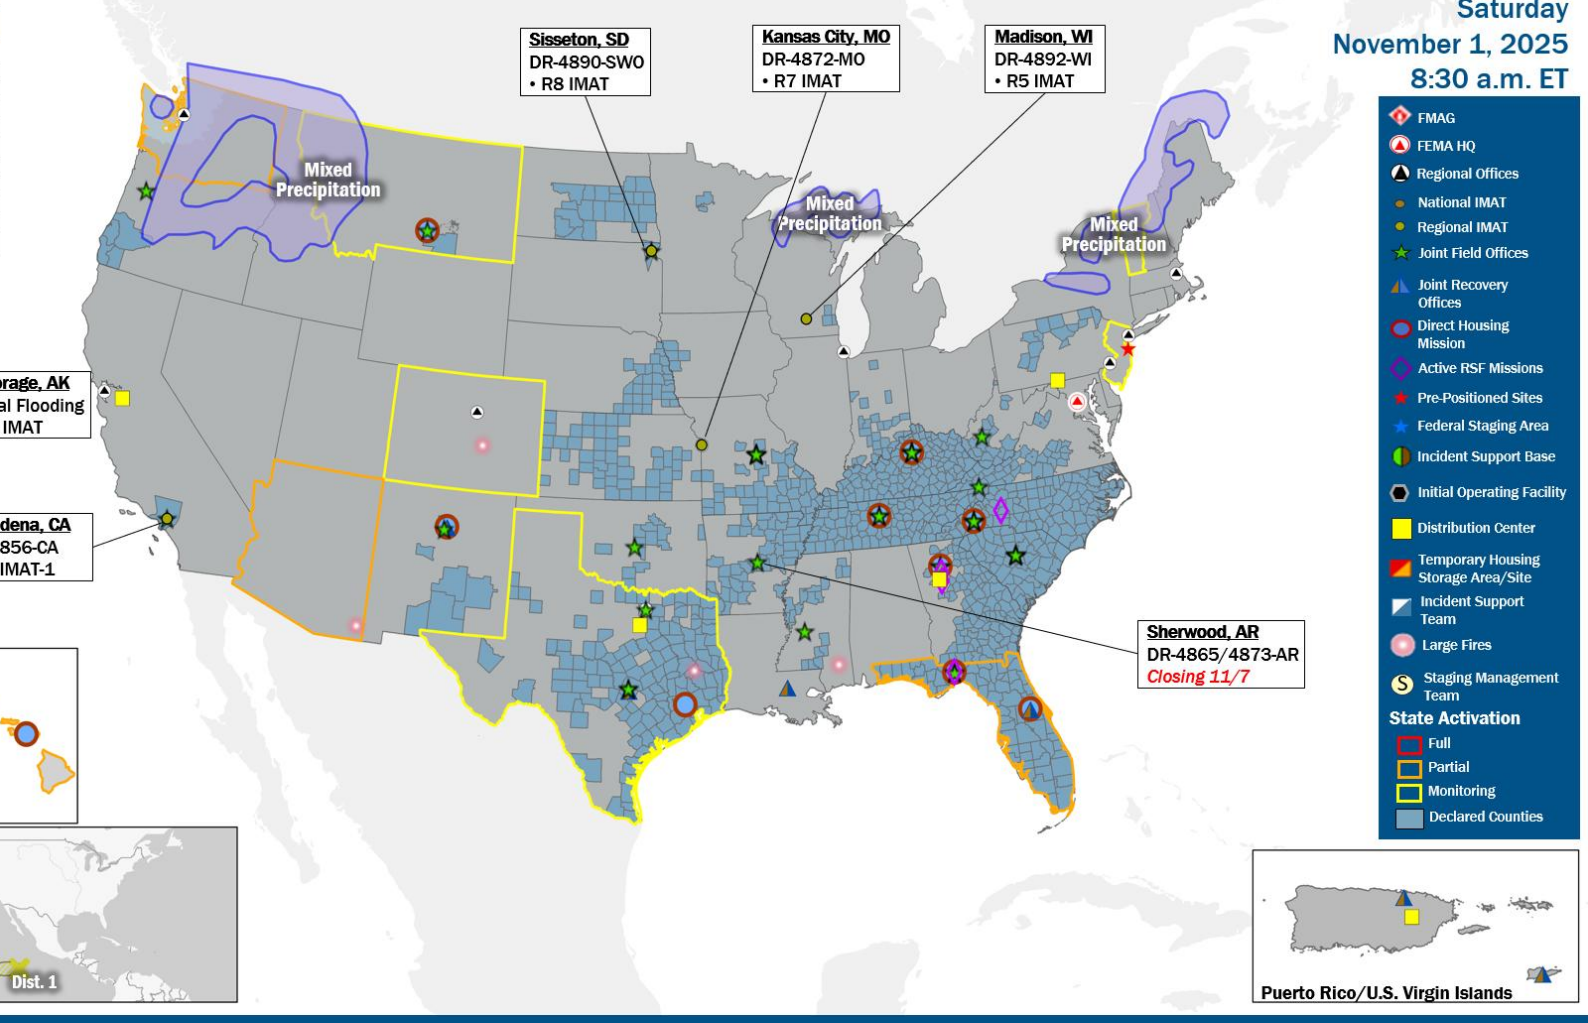 Saturday
November 1, 2025
8:30 a.m. ET
Sisseton, SD
DR-4890-SWO
• R8 IMAT
Kansas City, MO
DR-4872-MO
• R7 IMAT
Madison, WI
DR-4892-WI
• R5 IMAT
Mixed
Precipitation
Mixed
Precipitation
Mixed
Precipitation
orage, AK
al Flooding
IMAT
dena, CA
856-CA
IMAT-1
Sherwood, AR
DR-4865/4873-AR
Closing 11/7
Dist. 1
FMAG
FEMA HQ
Regional Offices
National IMAT
Regional IMAT
Joint Field Offices
Joint Recovery
Offices
Direct Housing
Mission
Active RSF Missions
Pre-Positioned Sites
Federal Staging Area
Incident Support Base
Initial Operating Facility
Distribution Center
Temporary Housing
Storage Area/Site
Incident Support
Team
Large Fires
S
Staging Management
Team
State Activation
Full
Partial
Monitoring
Declared Counties
Puerto Rico/U.S. Virgin Islands